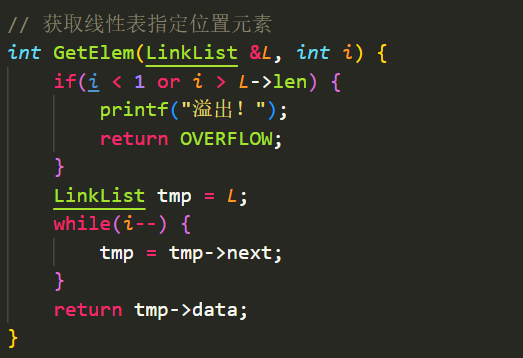 // 获取线性表指定位置元素
int GetElem(LinkList &L, int i) {
    if(i < 1 or i > L->len) {
        printf("溢出！");
        return OVERFLOW;
    }
    LinkList tmp = L;
    while(i--) {
        tmp = tmp->next;
    }
    return tmp->data;
}